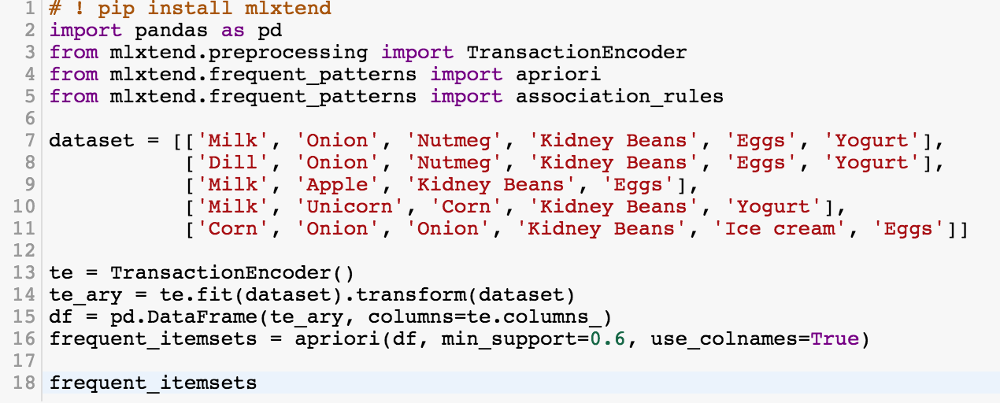 1 # ! pip install mlxtend
2 import pandas as pd
3 from mlxtend.preprocessing import TransactionEncoder
4 from mlxtend.frequent_patterns import apriori
5 from mlxtend.frequent_patterns import association_rules
6
7 dataset = [['Milk', 'Onion', 'Nutmeg', 'Kidney Beans', 'Eggs', 'Yogurt'],
8            ['Dill', 'Onion', 'Nutmeg', 'Kidney Beans', 'Eggs', 'Yogurt'],
9            ['Milk', 'Apple', 'Kidney Beans', 'Eggs'],
10            ['Milk', 'Unicorn', 'Corn', 'Kidney Beans', 'Yogurt'],
11            ['Corn', 'Onion', 'Onion', 'Kidney Beans', 'Ice cream', 'Eggs']]
12
13 te = TransactionEncoder()
14 te_ary = te.fit(dataset).transform(dataset)
15 df = pd.DataFrame(te_ary, columns=te.columns_)
16 frequent_itemsets = apriori(df, min_support=0.6, use_colnames=True)
17
18 frequent_itemsets